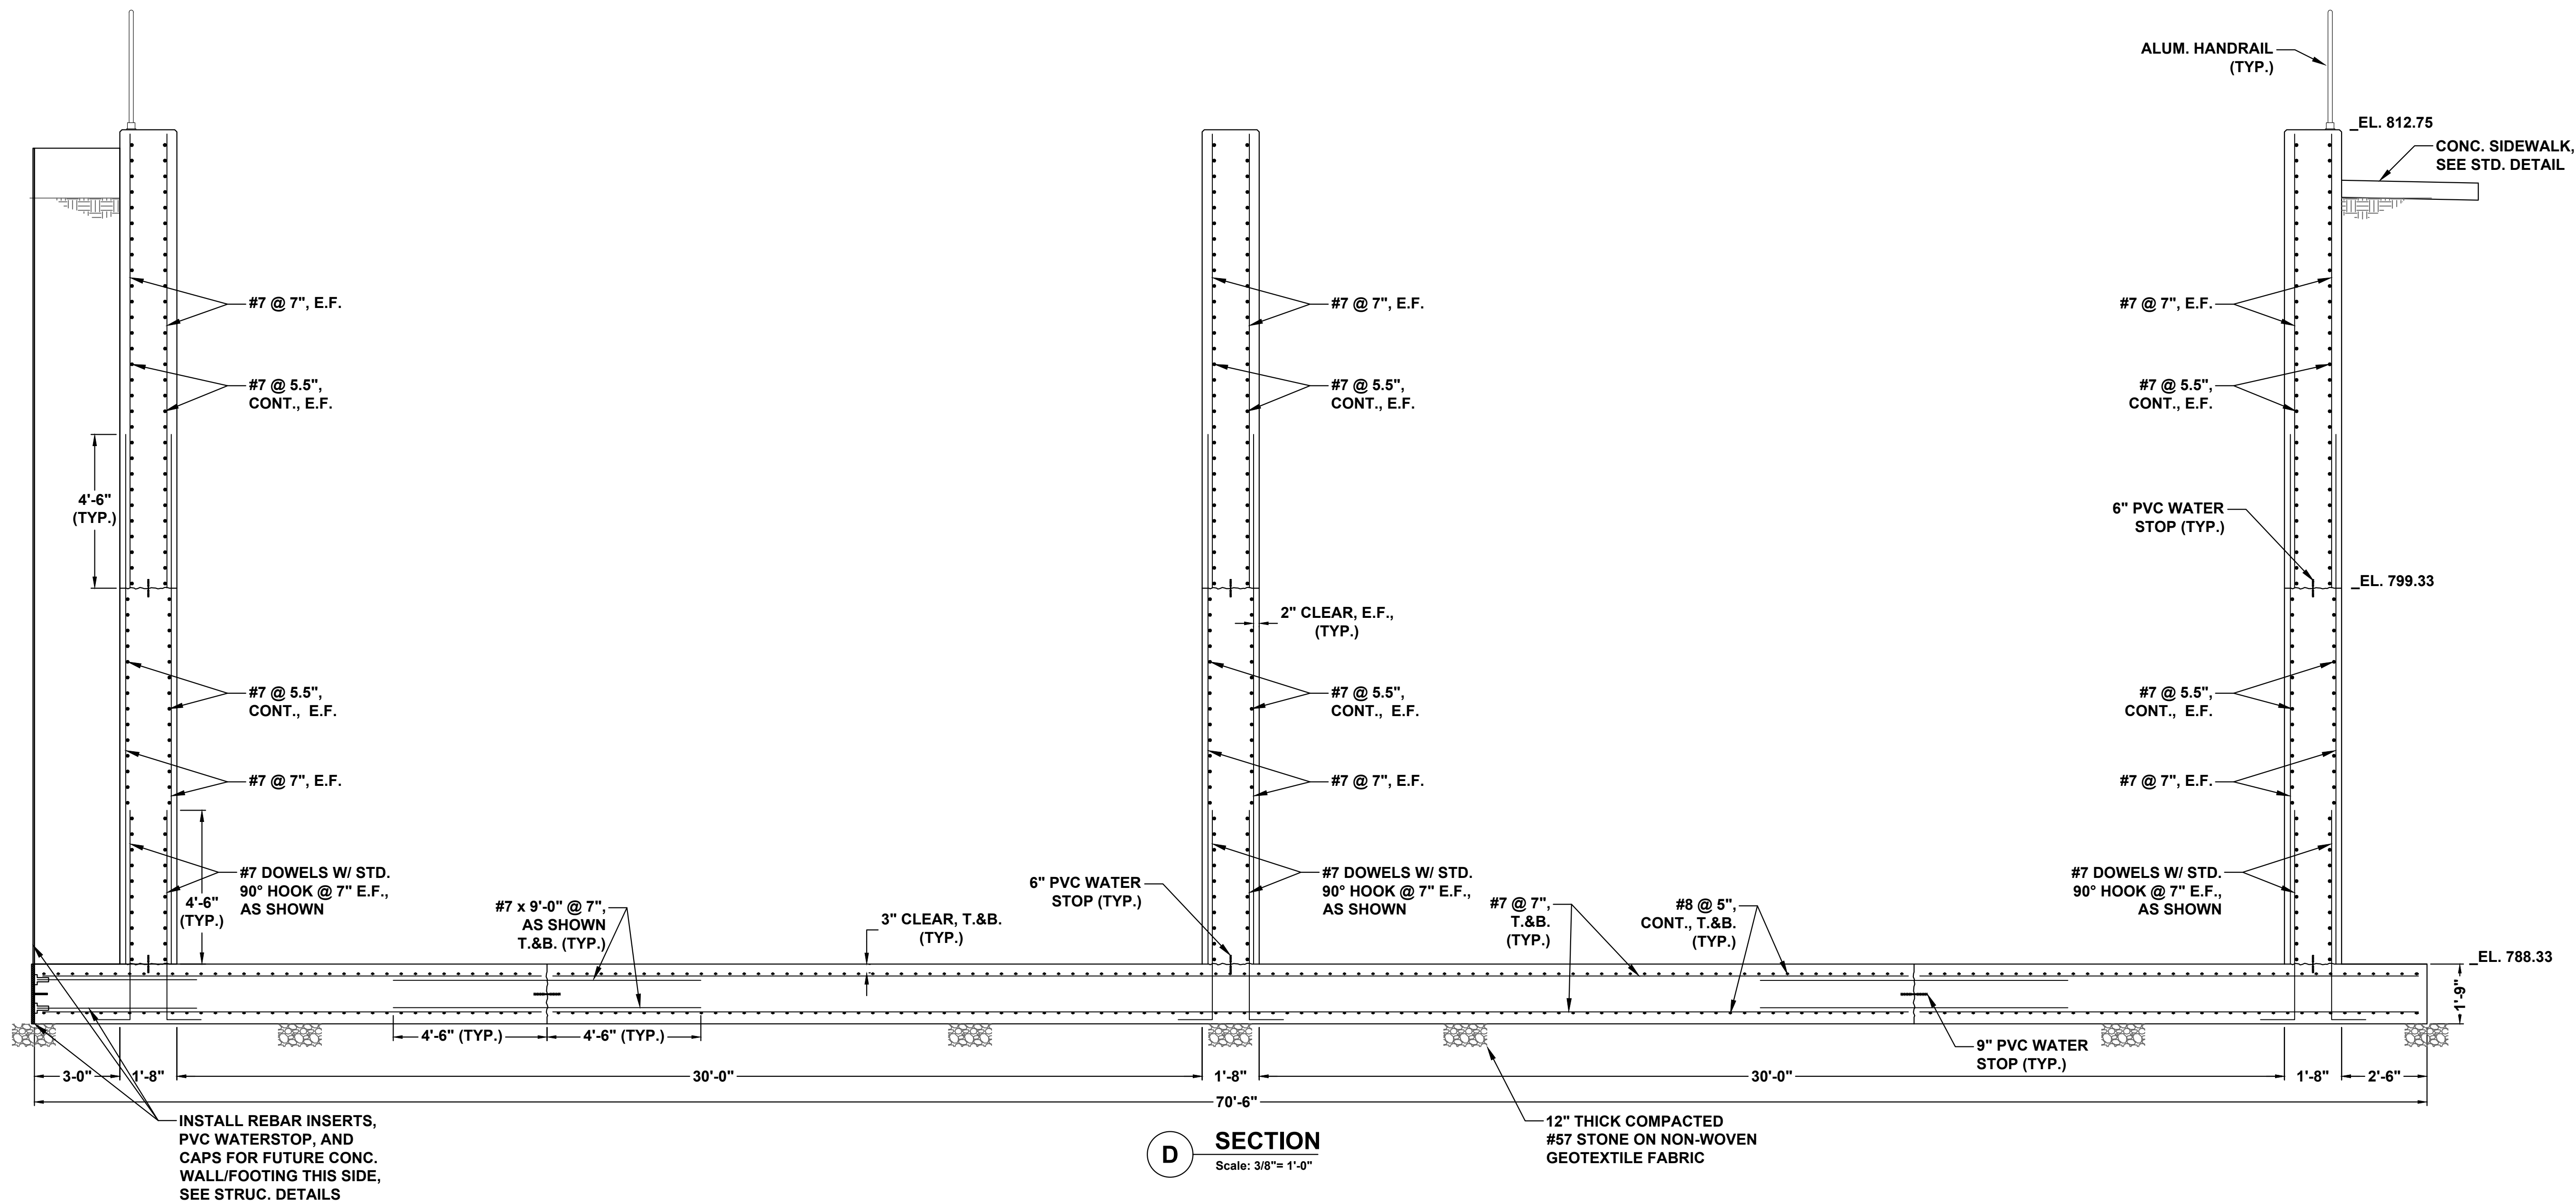 ALUM. HANDRAIL
(TYP.)
EL. 812.75
CONC. SIDEWALK,
SEE STD. DETAIL
#7 @ 7", E.F.
#7 @ 7", E.F.
#7 @ 7", E.F.
#7 @ 5.5",
CONT., E.F.
#7 @ 5.5",
CONT., E.F.
#7 @ 5.5",
CONT., E.F.
4'-6"
(TYP.)
6" PVC WATER
STOP (TYP.)
EL. 799.33
2" CLEAR, E.F.,
(TYP.)
#7 @ 5.5",
CONT., E.F.
#7 @ 5.5",
CONT., E.F.
#7 @ 5.5",
CONT., E.F.
#7 @ 7", E.F.
#7 @ 7", E.F.
#7 @ 7", E.F.
#7 DOWELS W/ STD.
90° HOOK @ 7" E.F.,
AS SHOWN
4'-6"
(TYP.)
#7 x 9'-0" @ 7",
AS SHOWN
T.&B. (TYP.)
3" CLEAR, T.&B.
(TYP.)
6" PVC WATER
STOP (TYP.)
#7 DOWELS W/ STD.
90° HOOK @ 7" E.F.,
AS SHOWN
#7 @ 7",
T.&B.
(TYP.)
#8 @ 5",
CONT., T.&B.
(TYP.)
#7 DOWELS W/ STD.
90° HOOK @ 7" E.F.,
AS SHOWN
EL. 788.33
1'-9"
4'-6" (TYP.)
4'-6" (TYP.)
9" PVC WATER
STOP (TYP.)
3-0"
1'-8"
30'-0"
1'-8"
30'-0"
1'-8"
2'-6"
70'-6"
INSTALL REBAR INSERTS,
PVC WATERSTOP, AND
CAPS FOR FUTURE CONC.
WALL/FOOTING THIS SIDE,
SEE STRUC. DETAILS
12" THICK COMPACTED
#57 STONE ON NON-WOVEN
GEOTEXTILE FABRIC
D
SECTION
Scale: 3/8"= 1'-0"